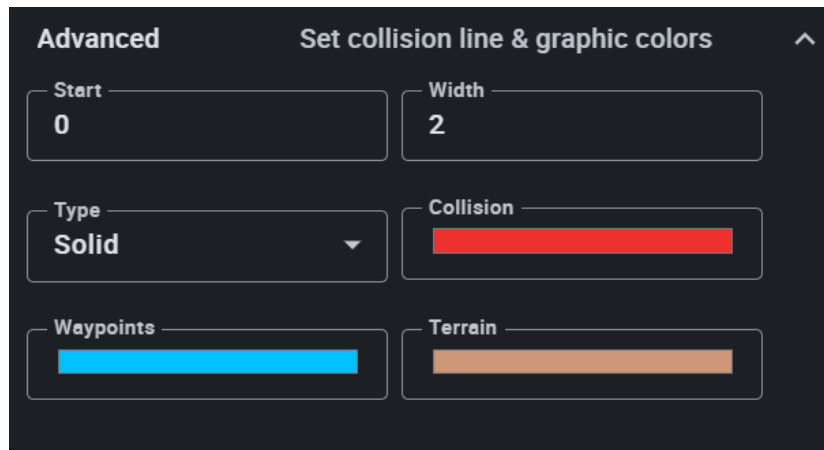 Advanced Set collision line & graphic colors
Start Width
0 2
Type Collision
Solid
Waypoints Terrain